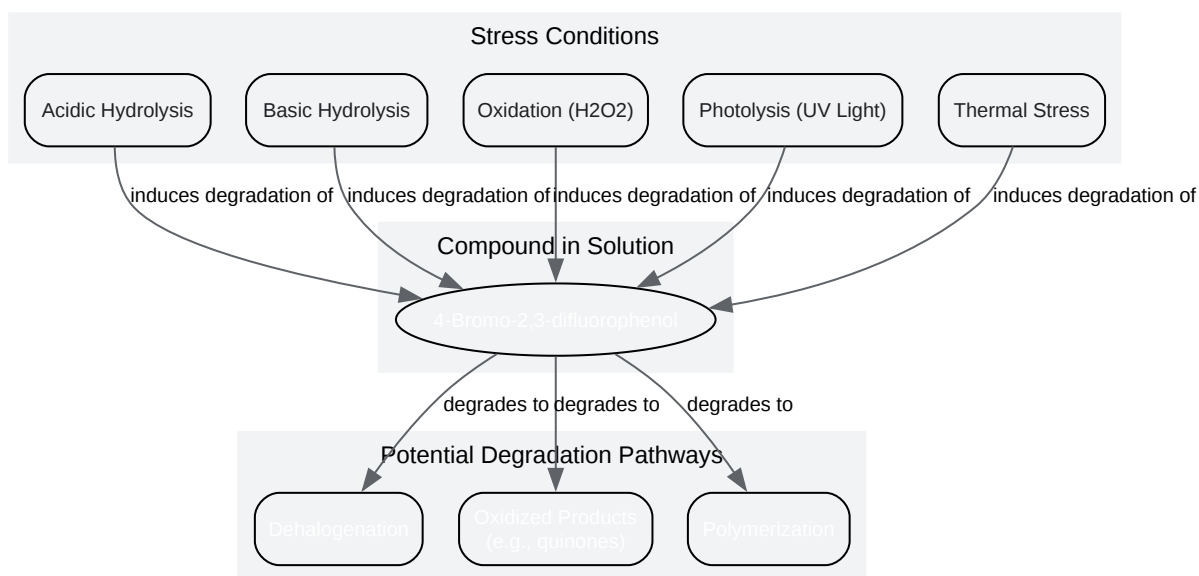 Stress Conditions
Acidic Hydrolysis
Basic Hydrolysis
Oxidation (H2O2)
Photolysis (UV Light)
Thermal Stress
induces degradation of
induces degradation of
induces degradation of
induces degradation of
induces degradation of
Compound in Solution
4-Bromo-2,3-difluorophenol
degrades to
degrades to
degrades to
Potential Degradation Pathways
Dehalogenation
Oxidized Products
(e.g., quinones)
Polymerization